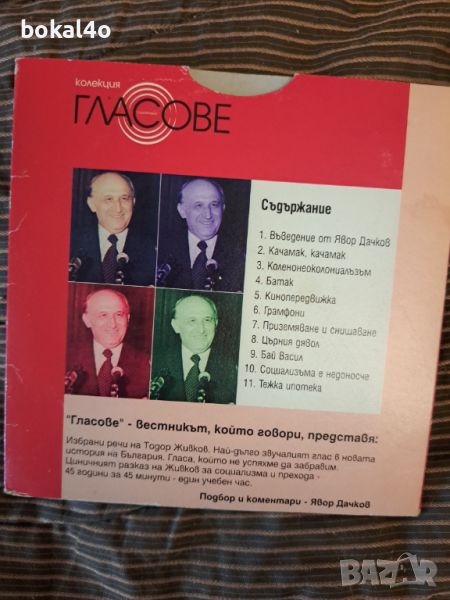 bokal4o
колекция
ГЛАСОВЕ
Съдържание
1. Въведение от Явор Дачков
2. Качамак, качамак
3. Коленонеоколониалъзъм
4. Батак
5. Кинопередвижка
6. Грамфони
7. Приземяване и снишаване
8. Църния дявол
9. Бай Васил
10. Социализъма е недоносче
11. Тежка ипотека
"Гласове" - вестникът, който говори, представя:
Избрани речи на Тодор Живков. Най-дълго звучалият глас в новата
история на България. Гласа, който не успяхме да забравим.
Циничният разказ на Живков за социализма и прехода -
45 години за 45 минути - един учебен час.
Подбор и коментари - Явор Дачков
BAZAR.bg